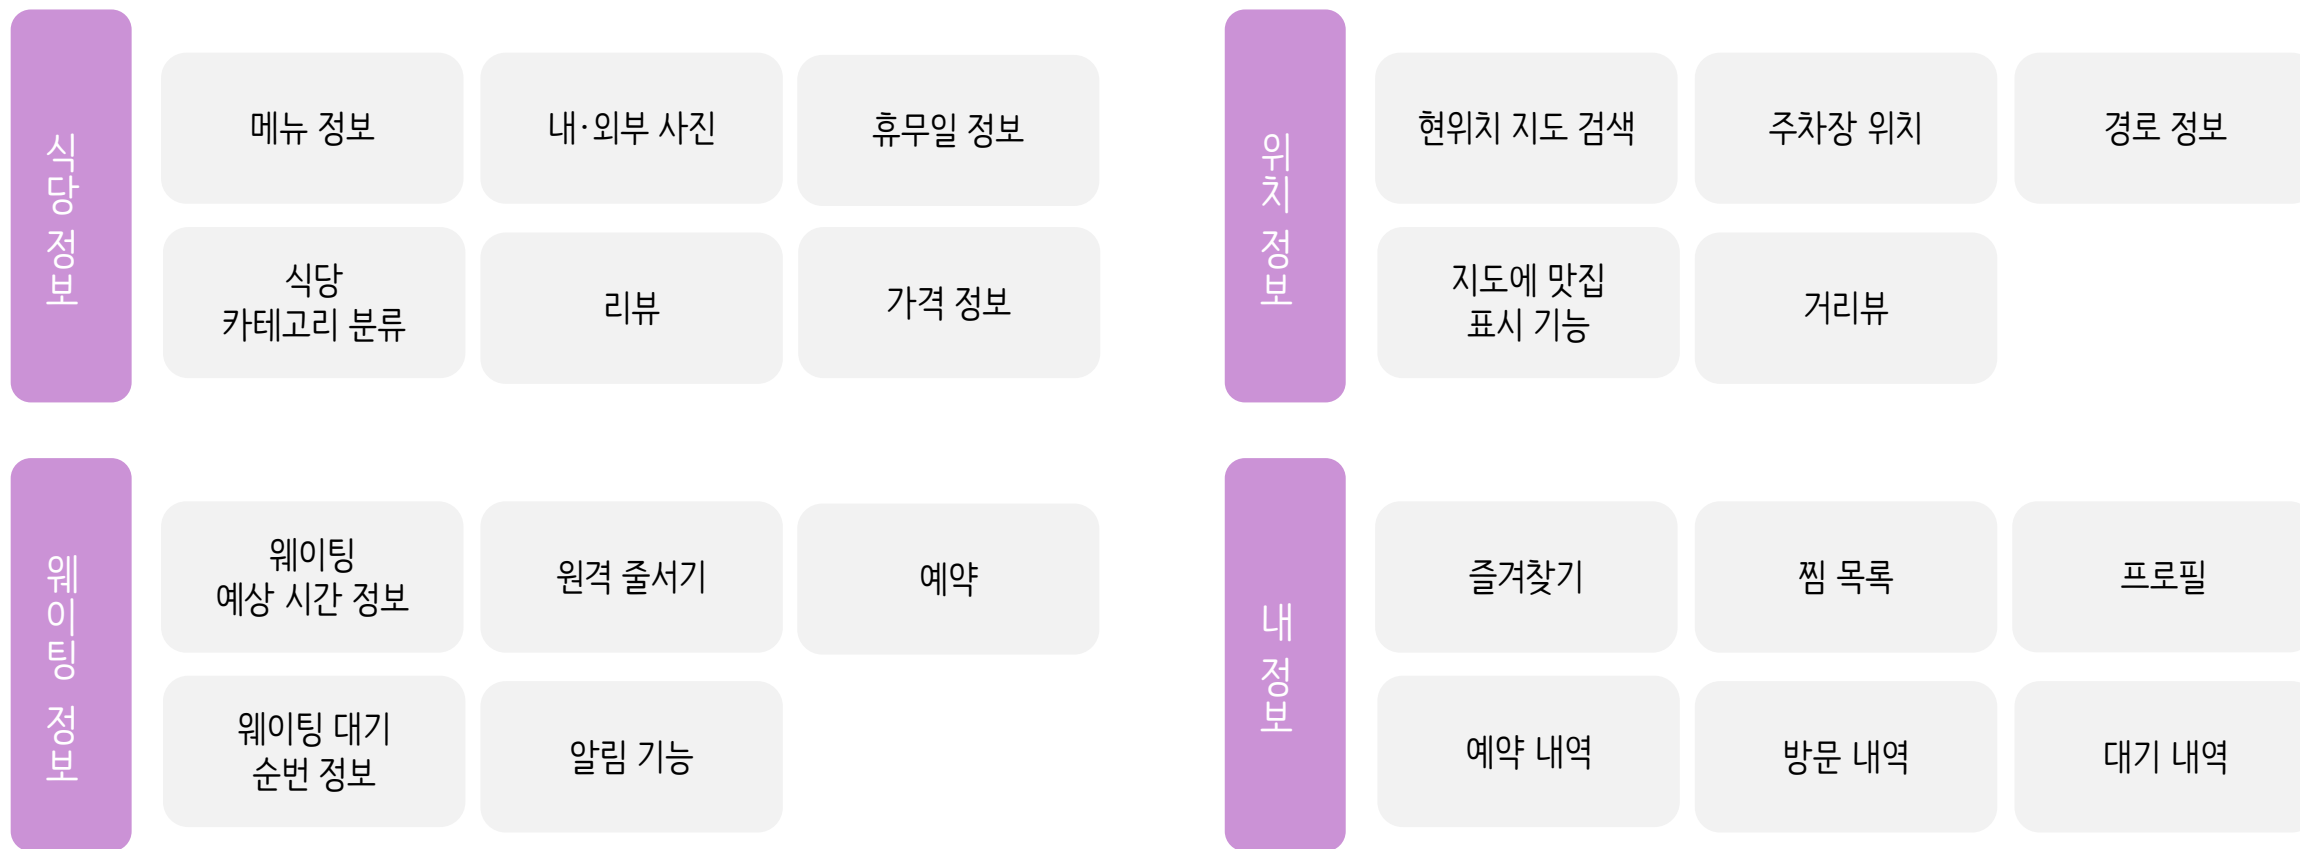 식당 정보
메뉴 정보
내·외부 사진
휴무일 정보
식당
카테고리 분류
리뷰
가격 정보
위치 정보
현위치 지도 검색
주차장 위치
경로 정보
지도에 맛집
표시 기능
거리뷰
웨이팅 정보
웨이팅
예상 시간 정보
원격 줄서기
예약
웨이팅 대기
순번 정보
알림 기능
내 정보
즐겨찾기
찜 목록
프로필
예약 내역
방문 내역
대기 내역